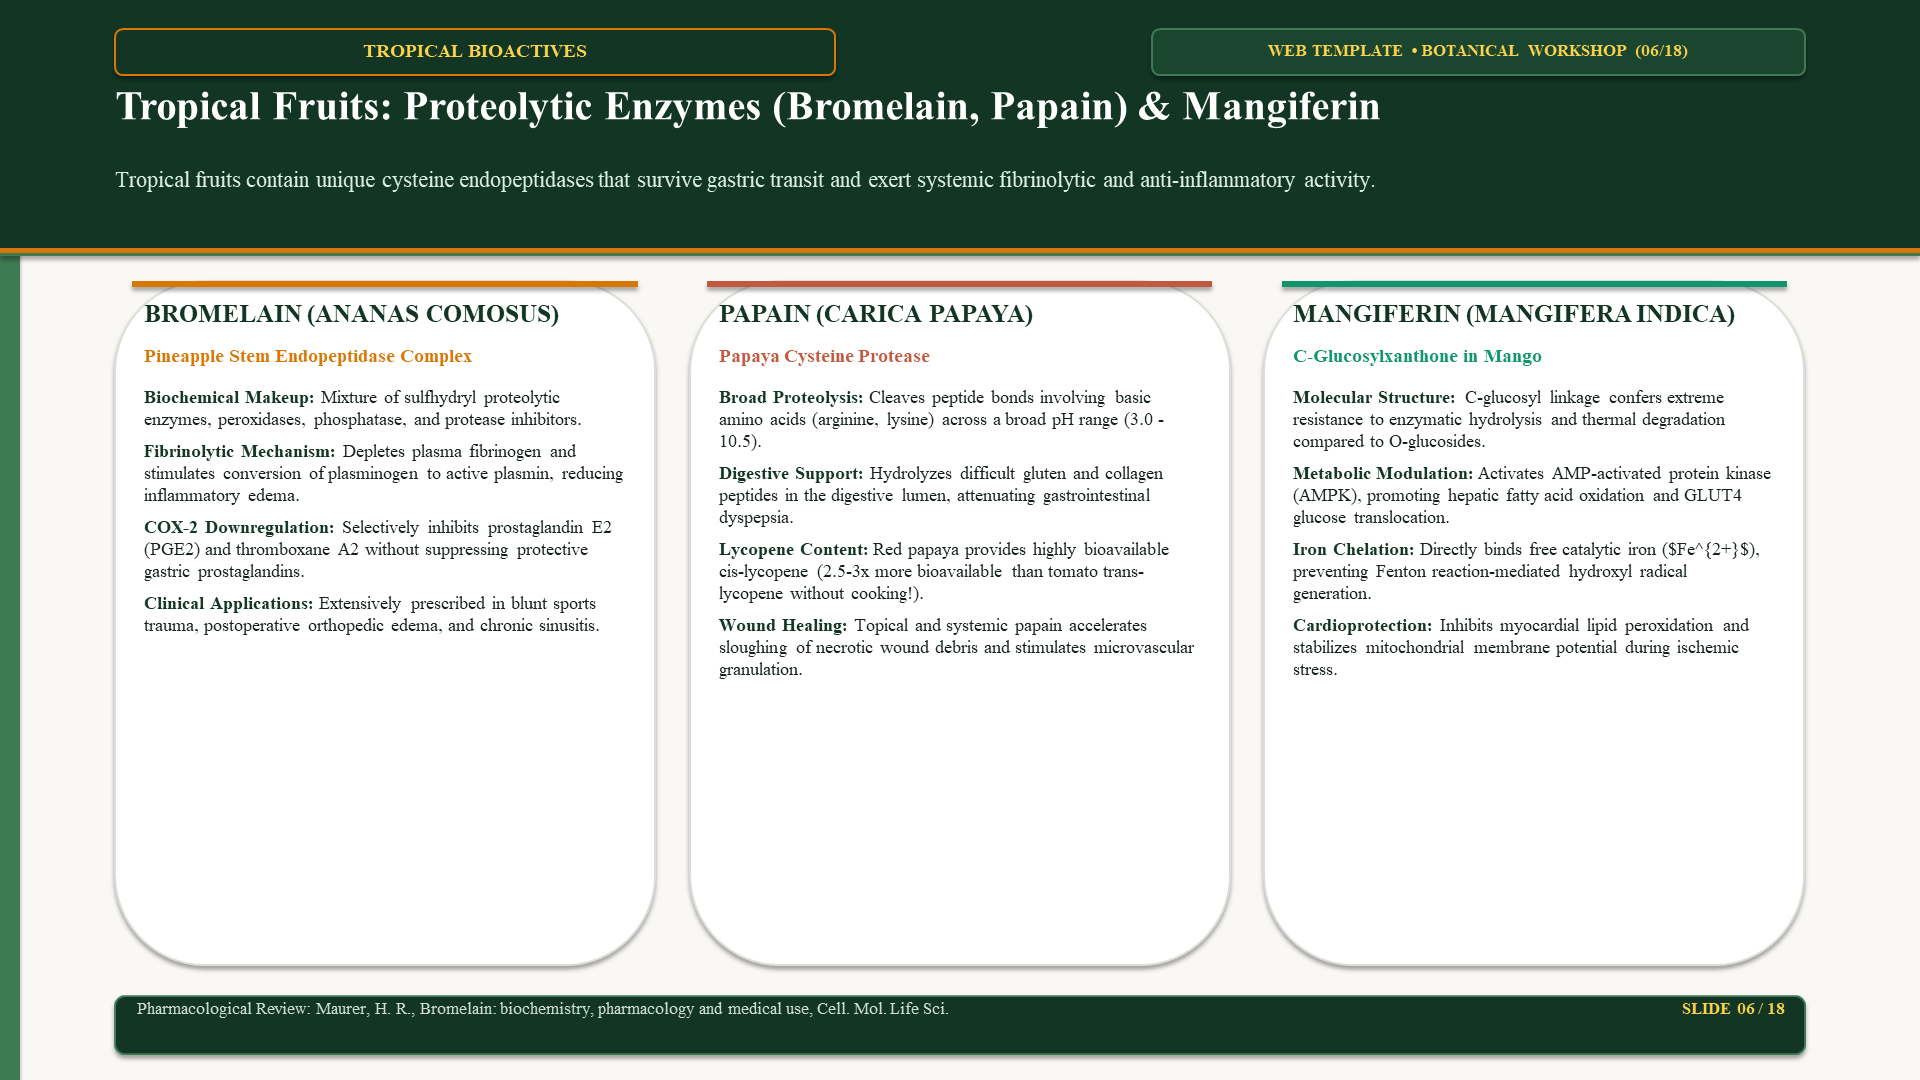 TROPICAL BIOACTIVES
WEB TEMPLATE • BOTANICAL WORKSHOP (06/18)
Tropical Fruits: Proteolytic Enzymes (Bromelain, Papain) & Mangiferin
Tropical fruits contain unique cysteine endopeptidases that survive gastric transit and exert systemic fibrinolytic and anti-inflammatory activity.
BROMELAIN (ANANAS COMOSUS)
Pineapple Stem Endopeptidase Complex
Biochemical Makeup: Mixture of sulfhydryl proteolytic
enzymes, peroxidases, phosphatase, and protease inhibitors.
Fibrinolytic Mechanism: Depletes plasma fibrinogen and
stimulates conversion of plasminogen to active plasmin, reducing
inflammatory edema.
COX-2 Downregulation: Selectively inhibits prostaglandin E2
(PGE2) and thromboxane A2 without suppressing protective
gastric prostaglandins.
Clinical Applications: Extensively prescribed in blunt sports
trauma, postoperative orthopedic edema, and chronic sinusitis.
PAPAIN (CARICA PAPAYA)
Papaya Cysteine Protease
Broad Proteolysis: Cleaves peptide bonds involving basic
amino acids (arginine, lysine) across a broad pH range (3.0 -
10.5).
Digestive Support: Hydrolyzes difficult gluten and collagen
peptides in the digestive lumen, attenuating gastrointestinal
dyspepsia.
Lycopene Content: Red papaya provides highly bioavailable
cis-lycopene (2.5-3x more bioavailable than tomato trans-
lycopene without cooking!).
Wound Healing: Topical and systemic papain accelerates
sloughing of necrotic wound debris and stimulates microvascular
granulation.
MANGIFERIN (MANGIFERA INDICA)
C-Glucosylxanthone in Mango
Molecular Structure: C-glucosyl linkage confers extreme
resistance to enzymatic hydrolysis and thermal degradation
compared to O-glucosides.
Metabolic Modulation: Activates AMP-activated protein kinase
(AMPK), promoting hepatic fatty acid oxidation and GLUT4
glucose translocation.
Iron Chelation: Directly binds free catalytic iron ($Fe^{2+}$),
preventing Fenton reaction-mediated hydroxyl radical
generation.
Cardioprotection: Inhibits myocardial lipid peroxidation and
stabilizes mitochondrial membrane potential during ischemic
stress.
Pharmacological Review: Maurer, H. R., Bromelain: biochemistry, pharmacology and medical use, Cell. Mol. Life Sci.
SLIDE 06 / 18